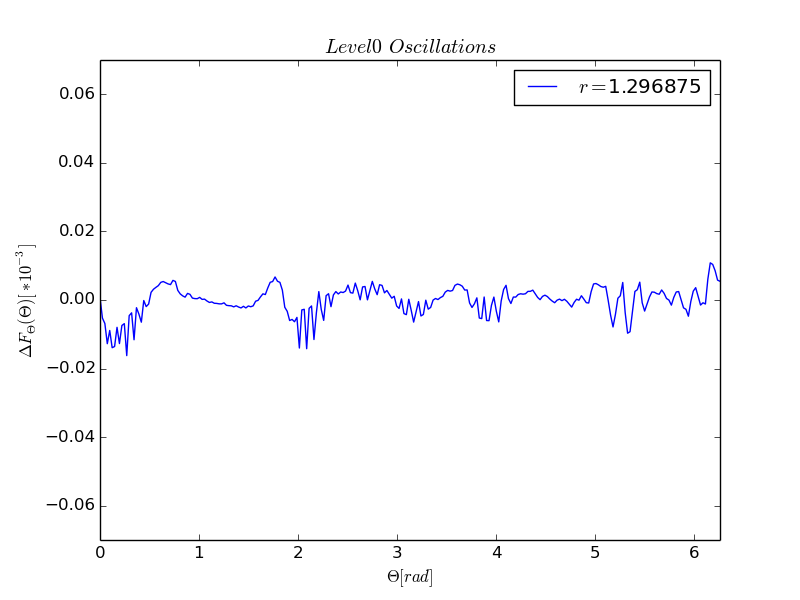 Level0 Oscillations
r=1.296875
0.06
0.04
0.02
0.00
−0.02
−0.04
−0.06
ΔF_Θ(Θ)[∗10^{−3}]
0 1 2 3 4 5 6
Θ[rad]